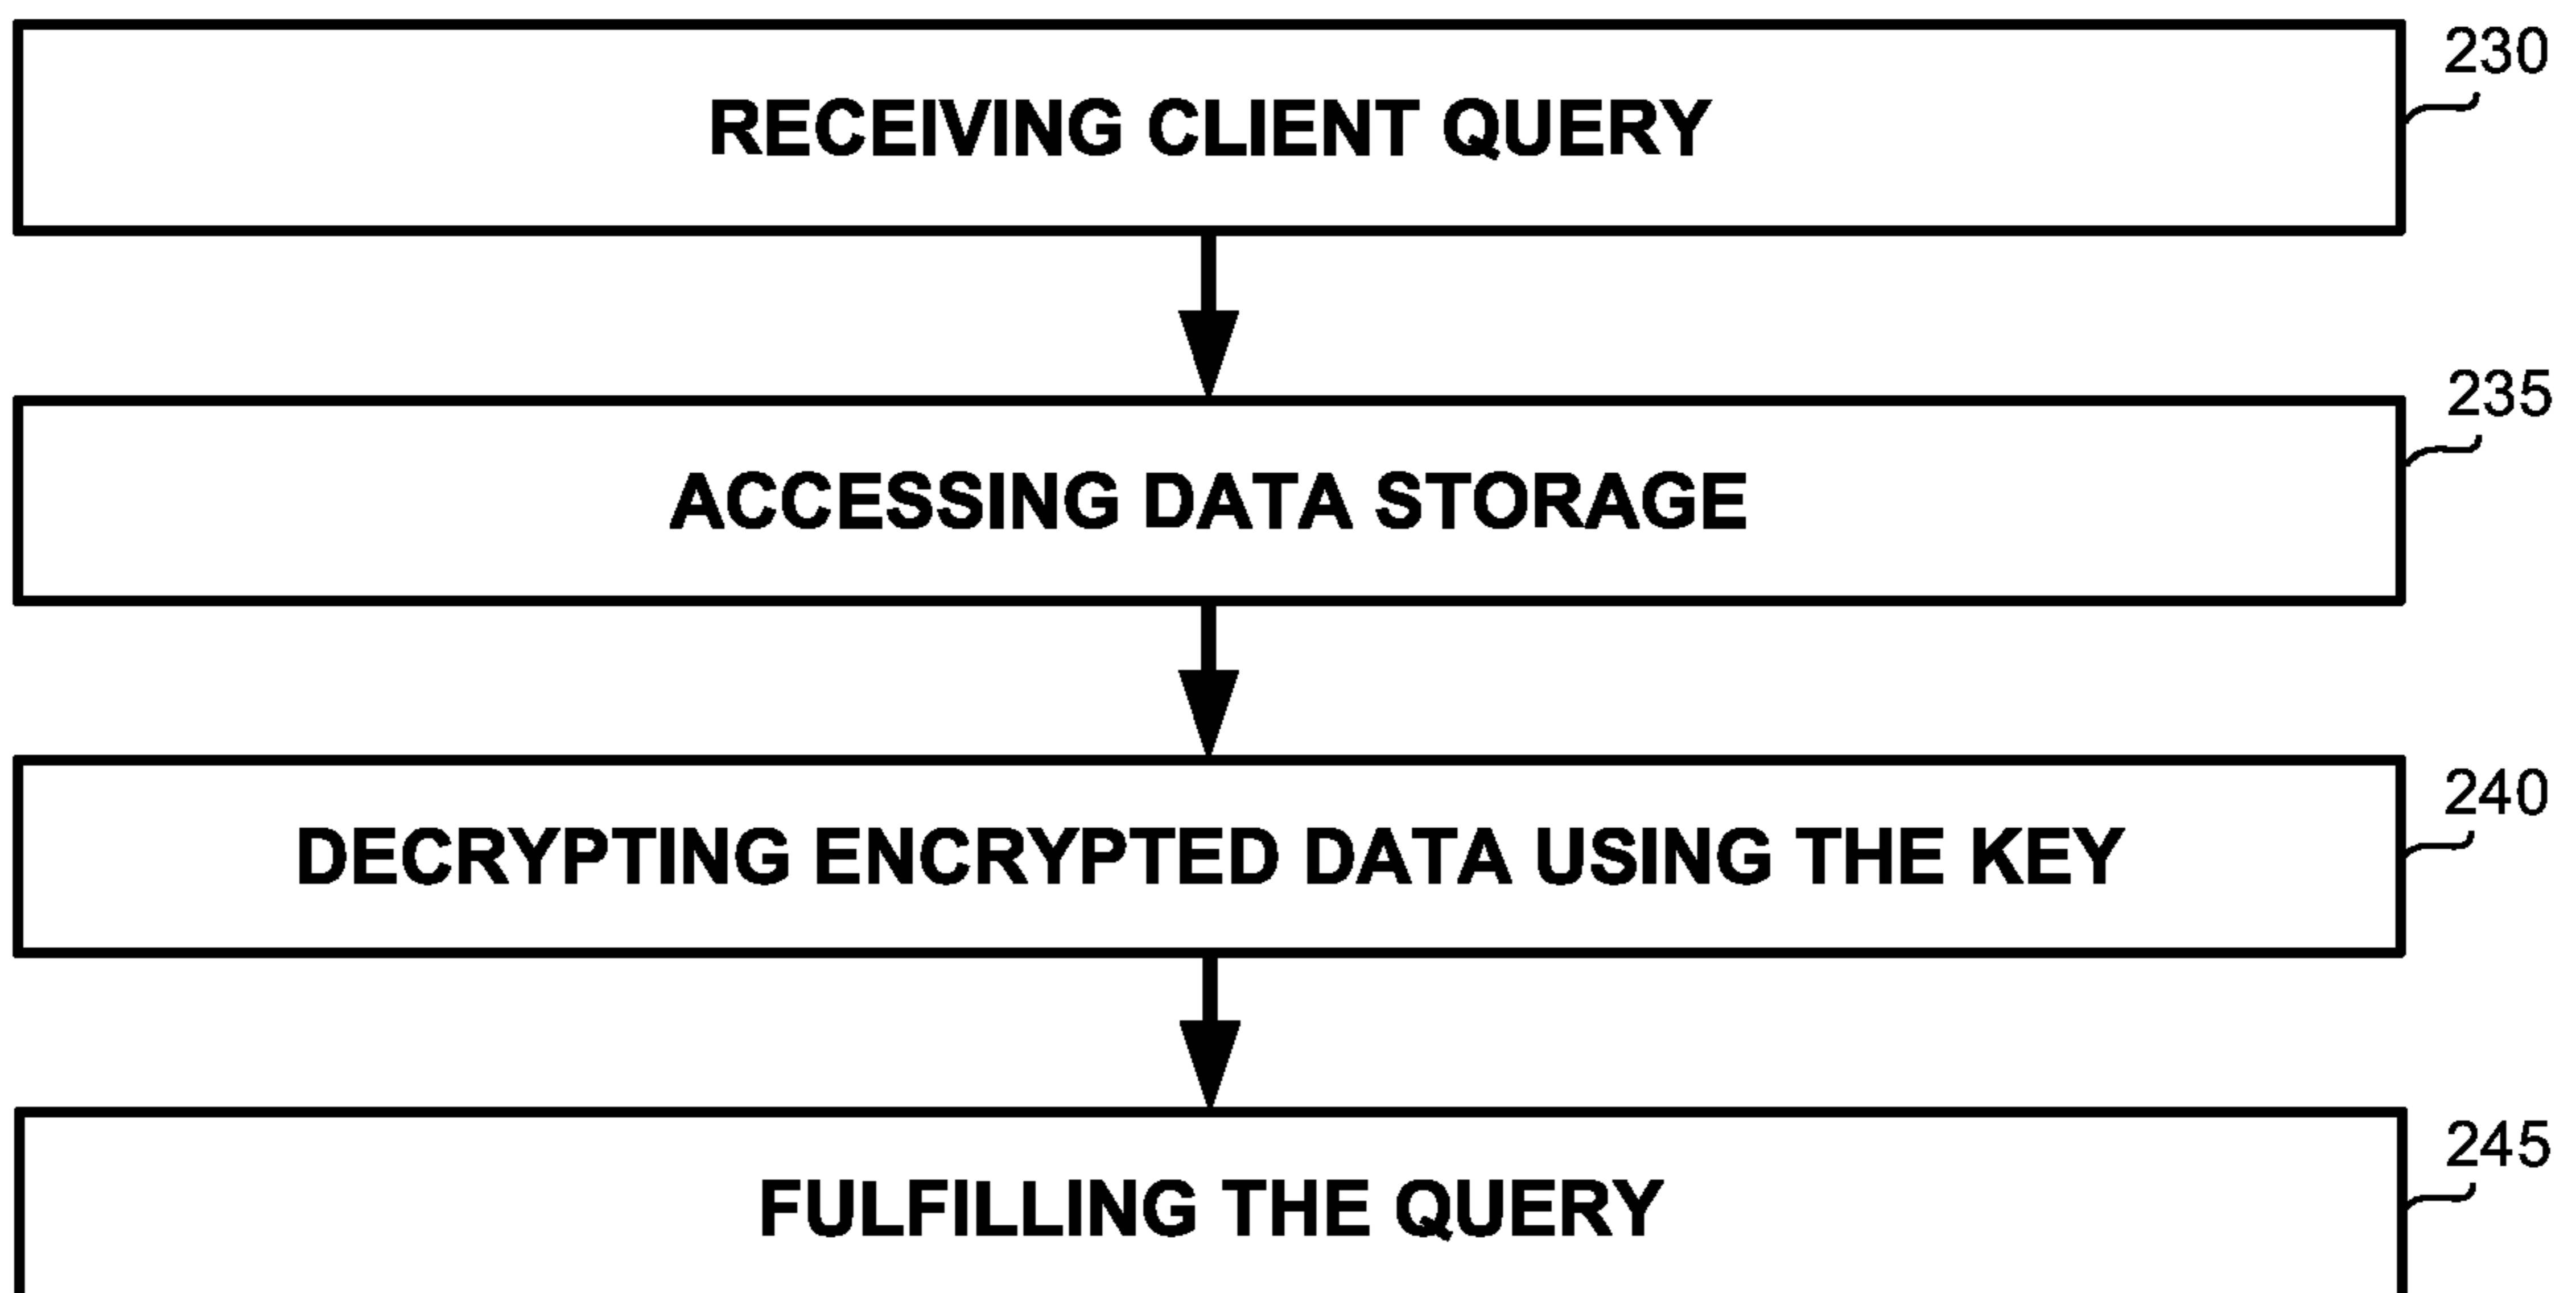 230
RECEIVING CLIENT QUERY
235
ACCESSING DATA STORAGE
240
DECRYPTING ENCRYPTED DATA USING THE KEY
245
FULFILLING THE QUERY